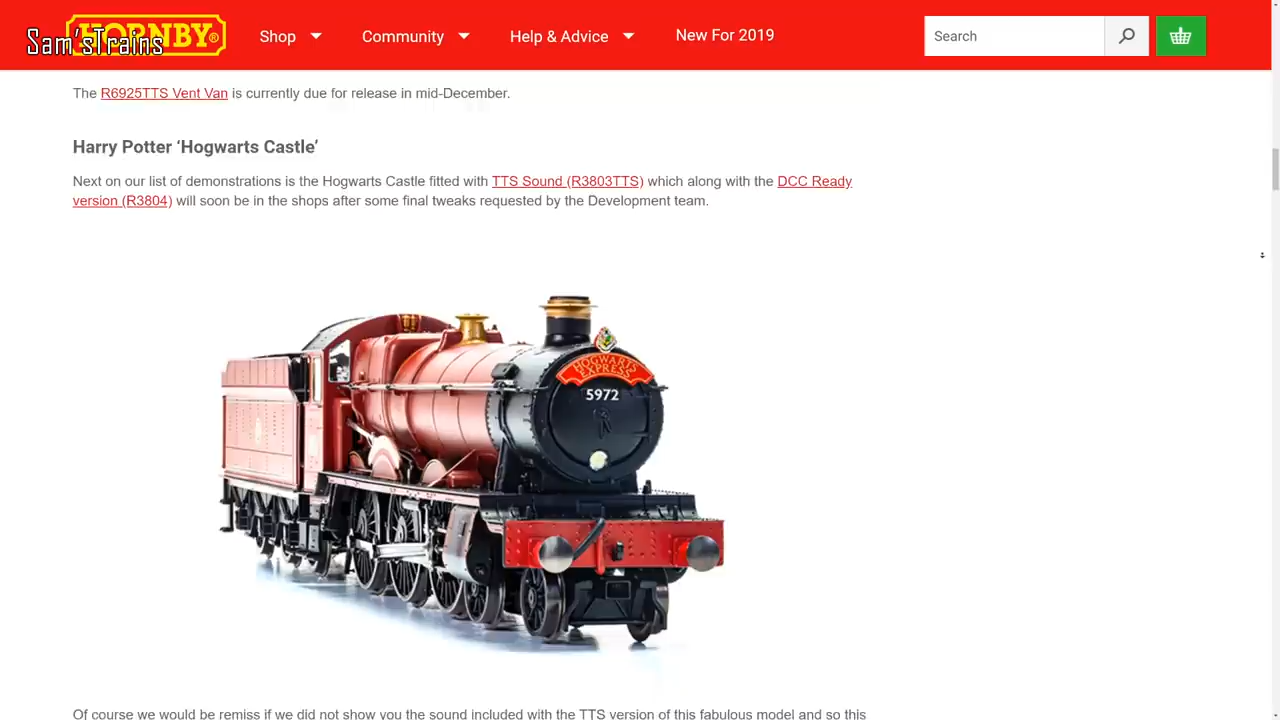 HORNBY®
Sam'sTrains
Shop
Community
Help & Advice
New For 2019
Search
The R6925TTS Vent Van is currently due for release in mid-December.
Harry Potter ‘Hogwarts Castle’
Next on our list of demonstrations is the Hogwarts Castle fitted with TTS Sound (R3803TTS) which along with the DCC Ready
version (R3804) will soon be in the shops after some final tweaks requested by the Development team.
HOGWARTS
EXPRESS
5972
Of course we would be remiss if we did not show you the sound included with the TTS version of this fabulous model and so this